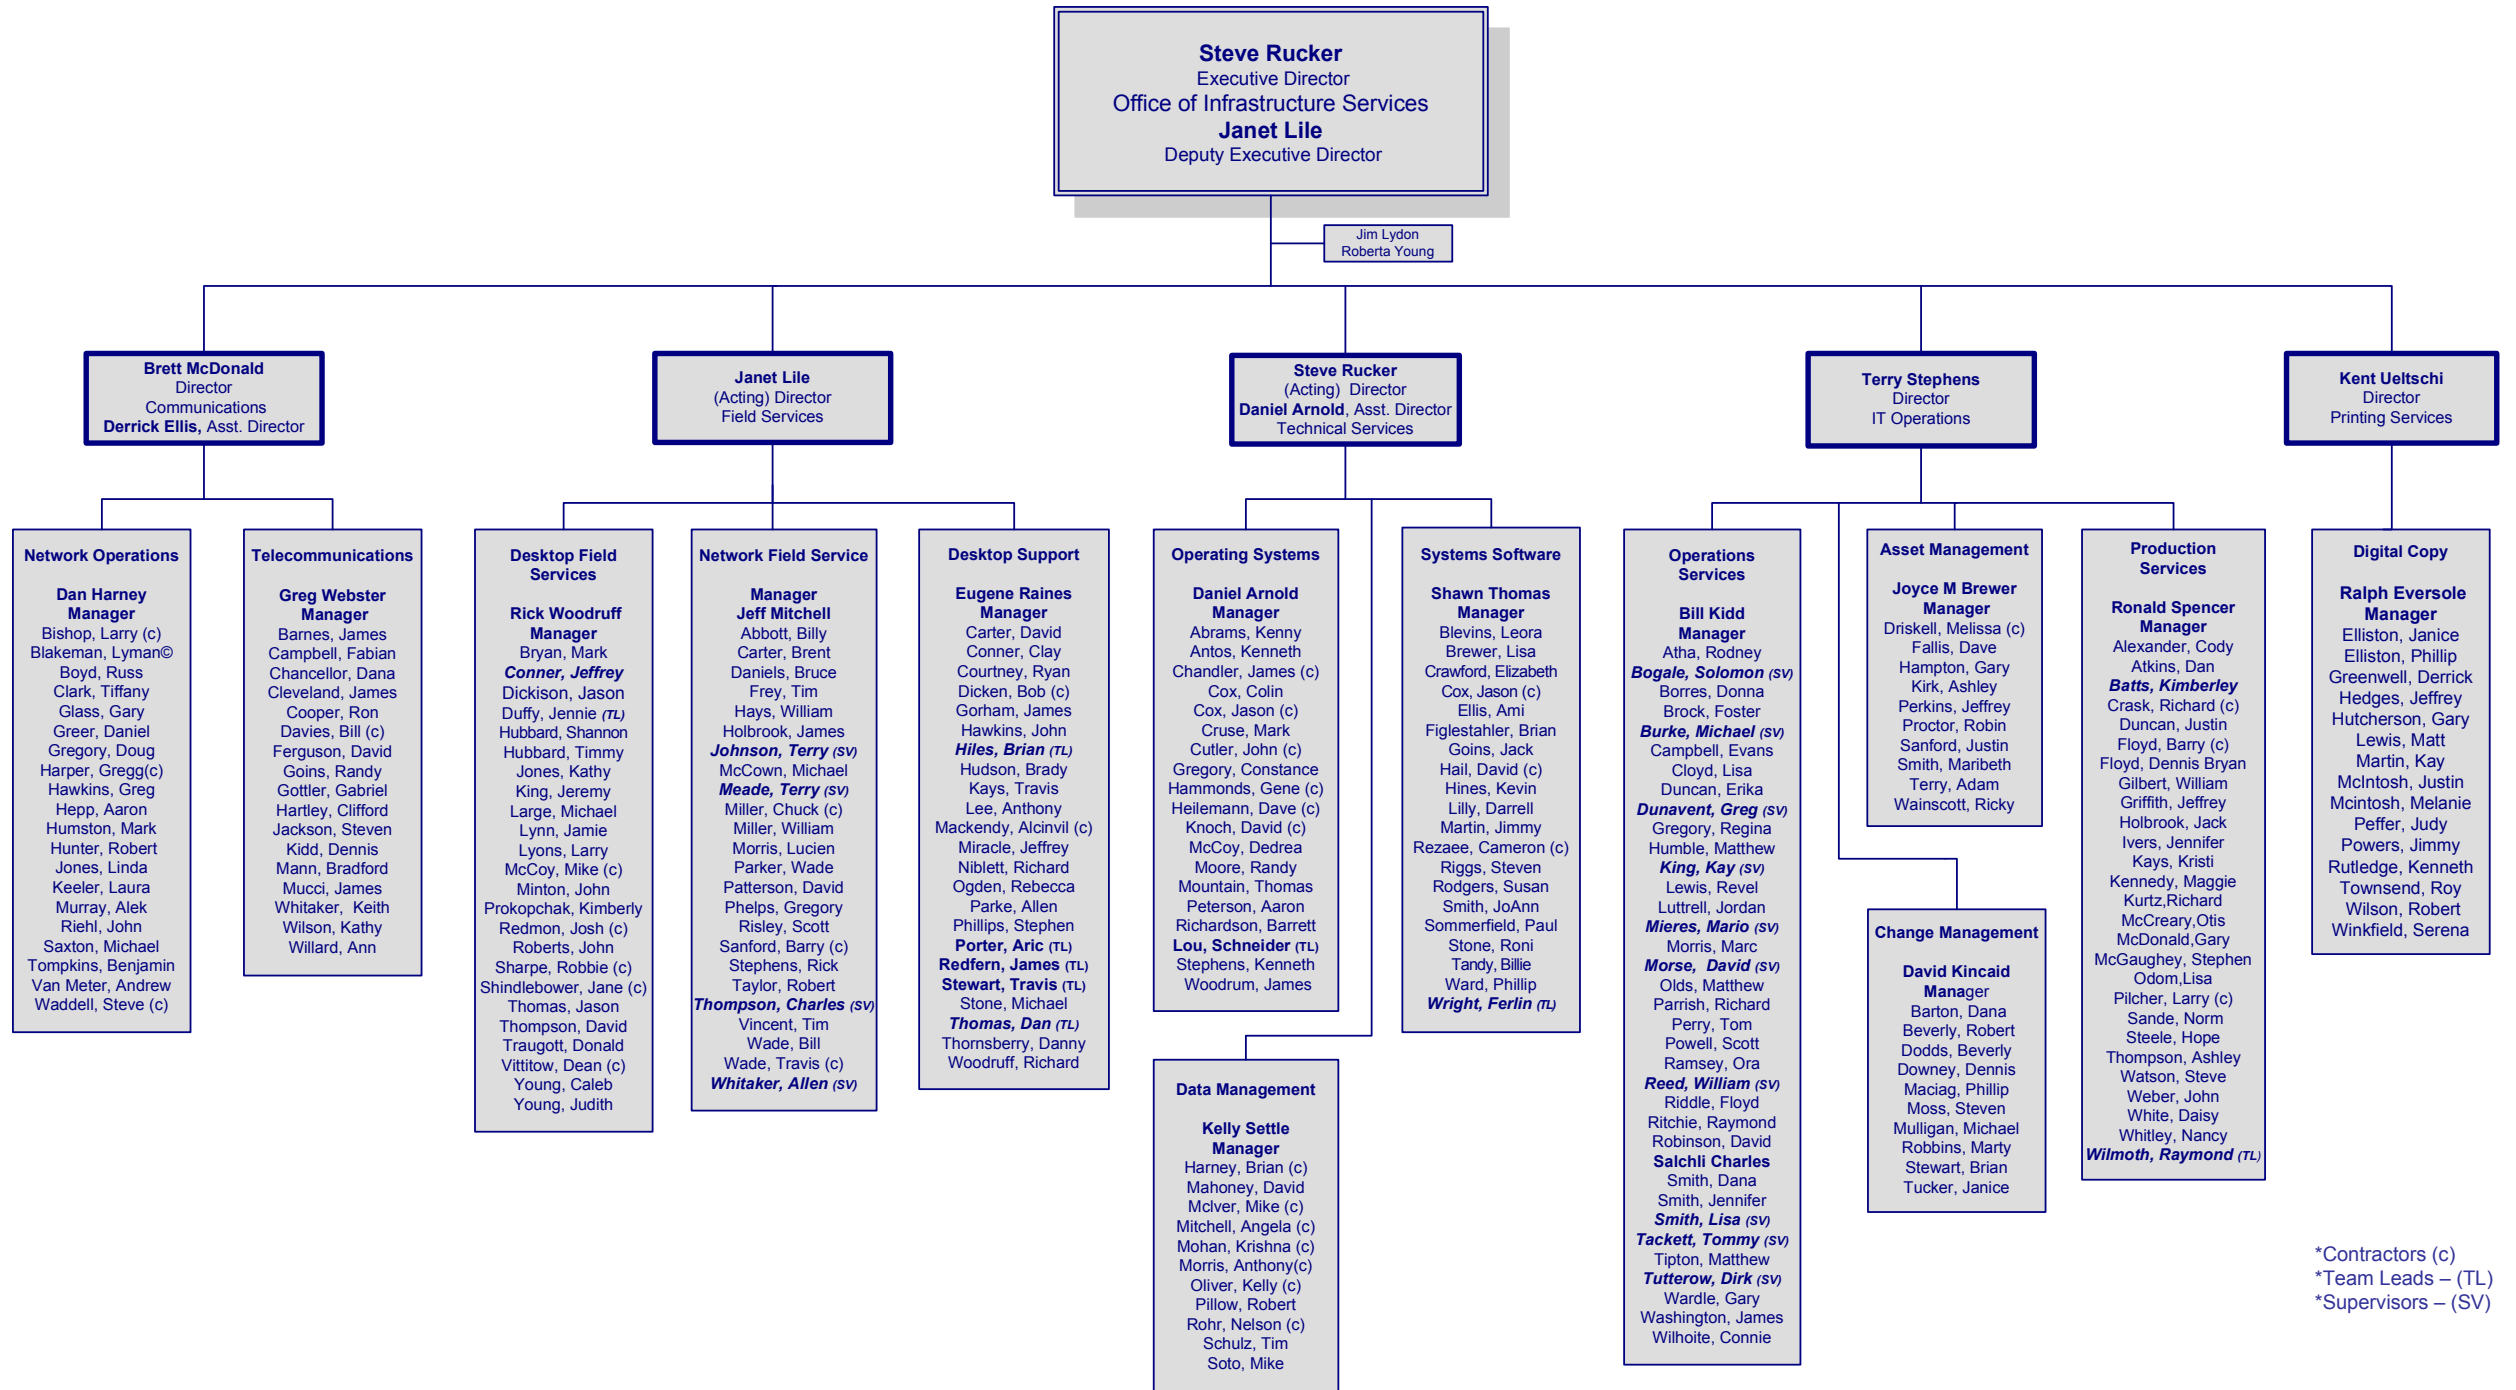 Steve Rucker
Executive Director
Office of Infrastructure Services
Janet Lile
Deputy Executive Director
Jim Lydon
Roberta Young
Brett McDonald
Director
Communications
Derrick Ellis, Asst. Director
Janet Lile
(Acting) Director
Field Services
Steve Rucker
(Acting) Director
Daniel Arnold, Asst. Director
Technical Services
Terry Stephens
Director
IT Operations
Kent Ueltschi
Director
Printing Services
Network Operations
Dan Harney
Manager
Bishop, Larry (c)
Blakeman, Lyman©
Boyd, Russ
Clark, Tiffany
Glass, Gary
Greer, Daniel
Gregory, Doug
Harper, Gregg(c)
Hawkins, Greg
Hepp, Aaron
Humston, Mark
Hunter, Robert
Jones, Linda
Keeler, Laura
Murray, Alek
Riehl, John
Saxton, Michael
Tompkins, Benjamin
Van Meter, Andrew
Waddell, Steve (c)
Telecommunications
Greg Webster
Manager
Barnes, James
Campbell, Fabian
Chancellor, Dana
Cleveland, James
Cooper, Ron
Davies, Bill (c)
Ferguson, David
Goins, Randy
Gottler, Gabriel
Hartley, Clifford
Jackson, Steven
Kidd, Dennis
Mann, Bradford
Mucci, James
Whitaker, Keith
Wilson, Kathy
Willard, Ann
Desktop Field
Services
Rick Woodruff
Manager
Bryan, Mark
Conner, Jeffrey
Dickison, Jason
Duffy, Jennie (TL)
Hubbard, Shannon
Hubbard, Timmy
Jones, Kathy
King, Jeremy
Large, Michael
Lynn, Jamie
Lyons, Larry
McCoy, Mike (c)
Minton, John
Prokopchak, Kimberly
Redmon, Josh (c)
Roberts, John
Sharpe, Robbie (c)
Shindlebower, Jane (c)
Thomas, Jason
Thompson, David
Traugott, Donald
Vittitow, Dean (c)
Young, Caleb
Young, Judith
Network Field Service
Manager
Jeff Mitchell
Abbott, Billy
Carter, Brent
Daniels, Bruce
Frey, Tim
Hays, William
Holbrook, James
Johnson, Terry (SV)
McCown, Michael
Meade, Terry (SV)
Miller, Chuck (c)
Miller, William
Morris, Lucien
Parker, Wade
Patterson, David
Phelps, Gregory
Risley, Scott
Sanford, Barry (c)
Stephens, Rick
Taylor, Robert
Thompson, Charles (SV)
Vincent, Tim
Wade, Bill
Wade, Travis (c)
Whitaker, Allen (SV)
Desktop Support
Eugene Raines
Manager
Carter, David
Conner, Clay
Courtney, Ryan
Dicken, Bob (c)
Gorham, James
Hawkins, John
Hiles, Brian (TL)
Hudson, Brady
Kays, Travis
Lee, Anthony
Mackendy, Alcinvil (c)
Miracle, Jeffrey
Niblett, Richard
Ogden, Rebecca
Parke, Allen
Phillips, Stephen
Porter, Aric (TL)
Redfern, James (TL)
Stewart, Travis (TL)
Stone, Michael
Thomas, Dan (TL)
Thornsberry, Danny
Woodruff, Richard
Operating Systems
Daniel Arnold
Manager
Abrams, Kenny
Antos, Kenneth
Chandler, James (c)
Cox, Colin
Cox, Jason (c)
Cruse, Mark
Cutler, John (c)
Gregory, Constance
Hammonds, Gene (c)
Heilemann, Dave (c)
Knoch, David (c)
McCoy, Dedrea
Moore, Randy
Mountain, Thomas
Peterson, Aaron
Richardson, Barrett
Lou, Schneider (TL)
Stephens, Kenneth
Woodrum, James
Data Management
Kelly Settle
Manager
Harney, Brian (c)
Mahoney, David
McIver, Mike (c)
Mitchell, Angela (c)
Mohan, Krishna (c)
Morris, Anthony(c)
Oliver, Kelly (c)
Pillow, Robert
Rohr, Nelson (c)
Schulz, Tim
Soto, Mike
Systems Software
Shawn Thomas
Manager
Blevins, Leora
Brewer, Lisa
Crawford, Elizabeth
Cox, Jason (c)
Ellis, Ami
Figlestahler, Brian
Goins, Jack
Hail, David (c)
Hines, Kevin
Lilly, Darrell
Martin, Jimmy
Rezaee, Cameron (c)
Riggs, Steven
Rodgers, Susan
Smith, JoAnn
Sommerfield, Paul
Stone, Roni
Tandy, Billie
Ward, Phillip
Wright, Ferlin (TL)
Operations
Services
Bill Kidd
Manager
Atha, Rodney
Bogale, Solomon (SV)
Borres, Donna
Brock, Foster
Burke, Michael (SV)
Campbell, Evans
Cloyd, Lisa
Duncan, Erika
Dunavent, Greg (SV)
Gregory, Regina
Humble, Matthew
King, Kay (SV)
Lewis, Revel
Luttrell, Jordan
Mieres, Mario (SV)
Morris, Marc
Morse, David (SV)
Olds, Matthew
Parrish, Richard
Perry, Tom
Powell, Scott
Ramsey, Ora
Reed, William (SV)
Riddle, Floyd
Ritchie, Raymond
Robinson, David
Salchli Charles
Smith, Dana
Smith, Jennifer
Smith, Lisa (SV)
Tackett, Tommy (SV)
Tipton, Matthew
Tutterow, Dirk (SV)
Wardle, Gary
Washington, James
Wilhoite, Connie
Asset Management
Joyce M Brewer
Manager
Driskell, Melissa (c)
Fallis, Dave
Hampton, Gary
Kirk, Ashley
Perkins, Jeffrey
Proctor, Robin
Sanford, Justin
Smith, Maribeth
Terry, Adam
Wainscott, Ricky
Change Management
David Kincaid
Manager
Barton, Dana
Beverly, Robert
Dodds, Beverly
Downey, Dennis
Maciag, Phillip
Moss, Steven
Mulligan, Michael
Robbins, Marty
Stewart, Brian
Tucker, Janice
Production
Services
Ronald Spencer
Manager
Alexander, Cody
Atkins, Dan
Batts, Kimberley
Crask, Richard (c)
Duncan, Justin
Floyd, Barry (c)
Floyd, Dennis Bryan
Gilbert, William
Griffith, Jeffrey
Holbrook, Jack
Ivers, Jennifer
Kays, Kristi
Kennedy, Maggie
Kurtz,Richard
McCreary,Otis
McDonald,Gary
McGaughey, Stephen
Odom,Lisa
Pilcher, Larry (c)
Sande, Norm
Steele, Hope
Thompson, Ashley
Watson, Steve
Weber, John
White, Daisy
Whitley, Nancy
Wilmoth, Raymond (TL)
Digital Copy
Ralph Eversole
Manager
Elliston, Janice
Elliston, Phillip
Greenwell, Derrick
Hedges, Jeffrey
Hutcherson, Gary
Lewis, Matt
Martin, Kay
McIntosh, Justin
Mcintosh, Melanie
Peffer, Judy
Powers, Jimmy
Rutledge, Kenneth
Townsend, Roy
Wilson, Robert
Winkfield, Serena
*Contractors (c)
*Team Leads – (TL)
*Supervisors – (SV)